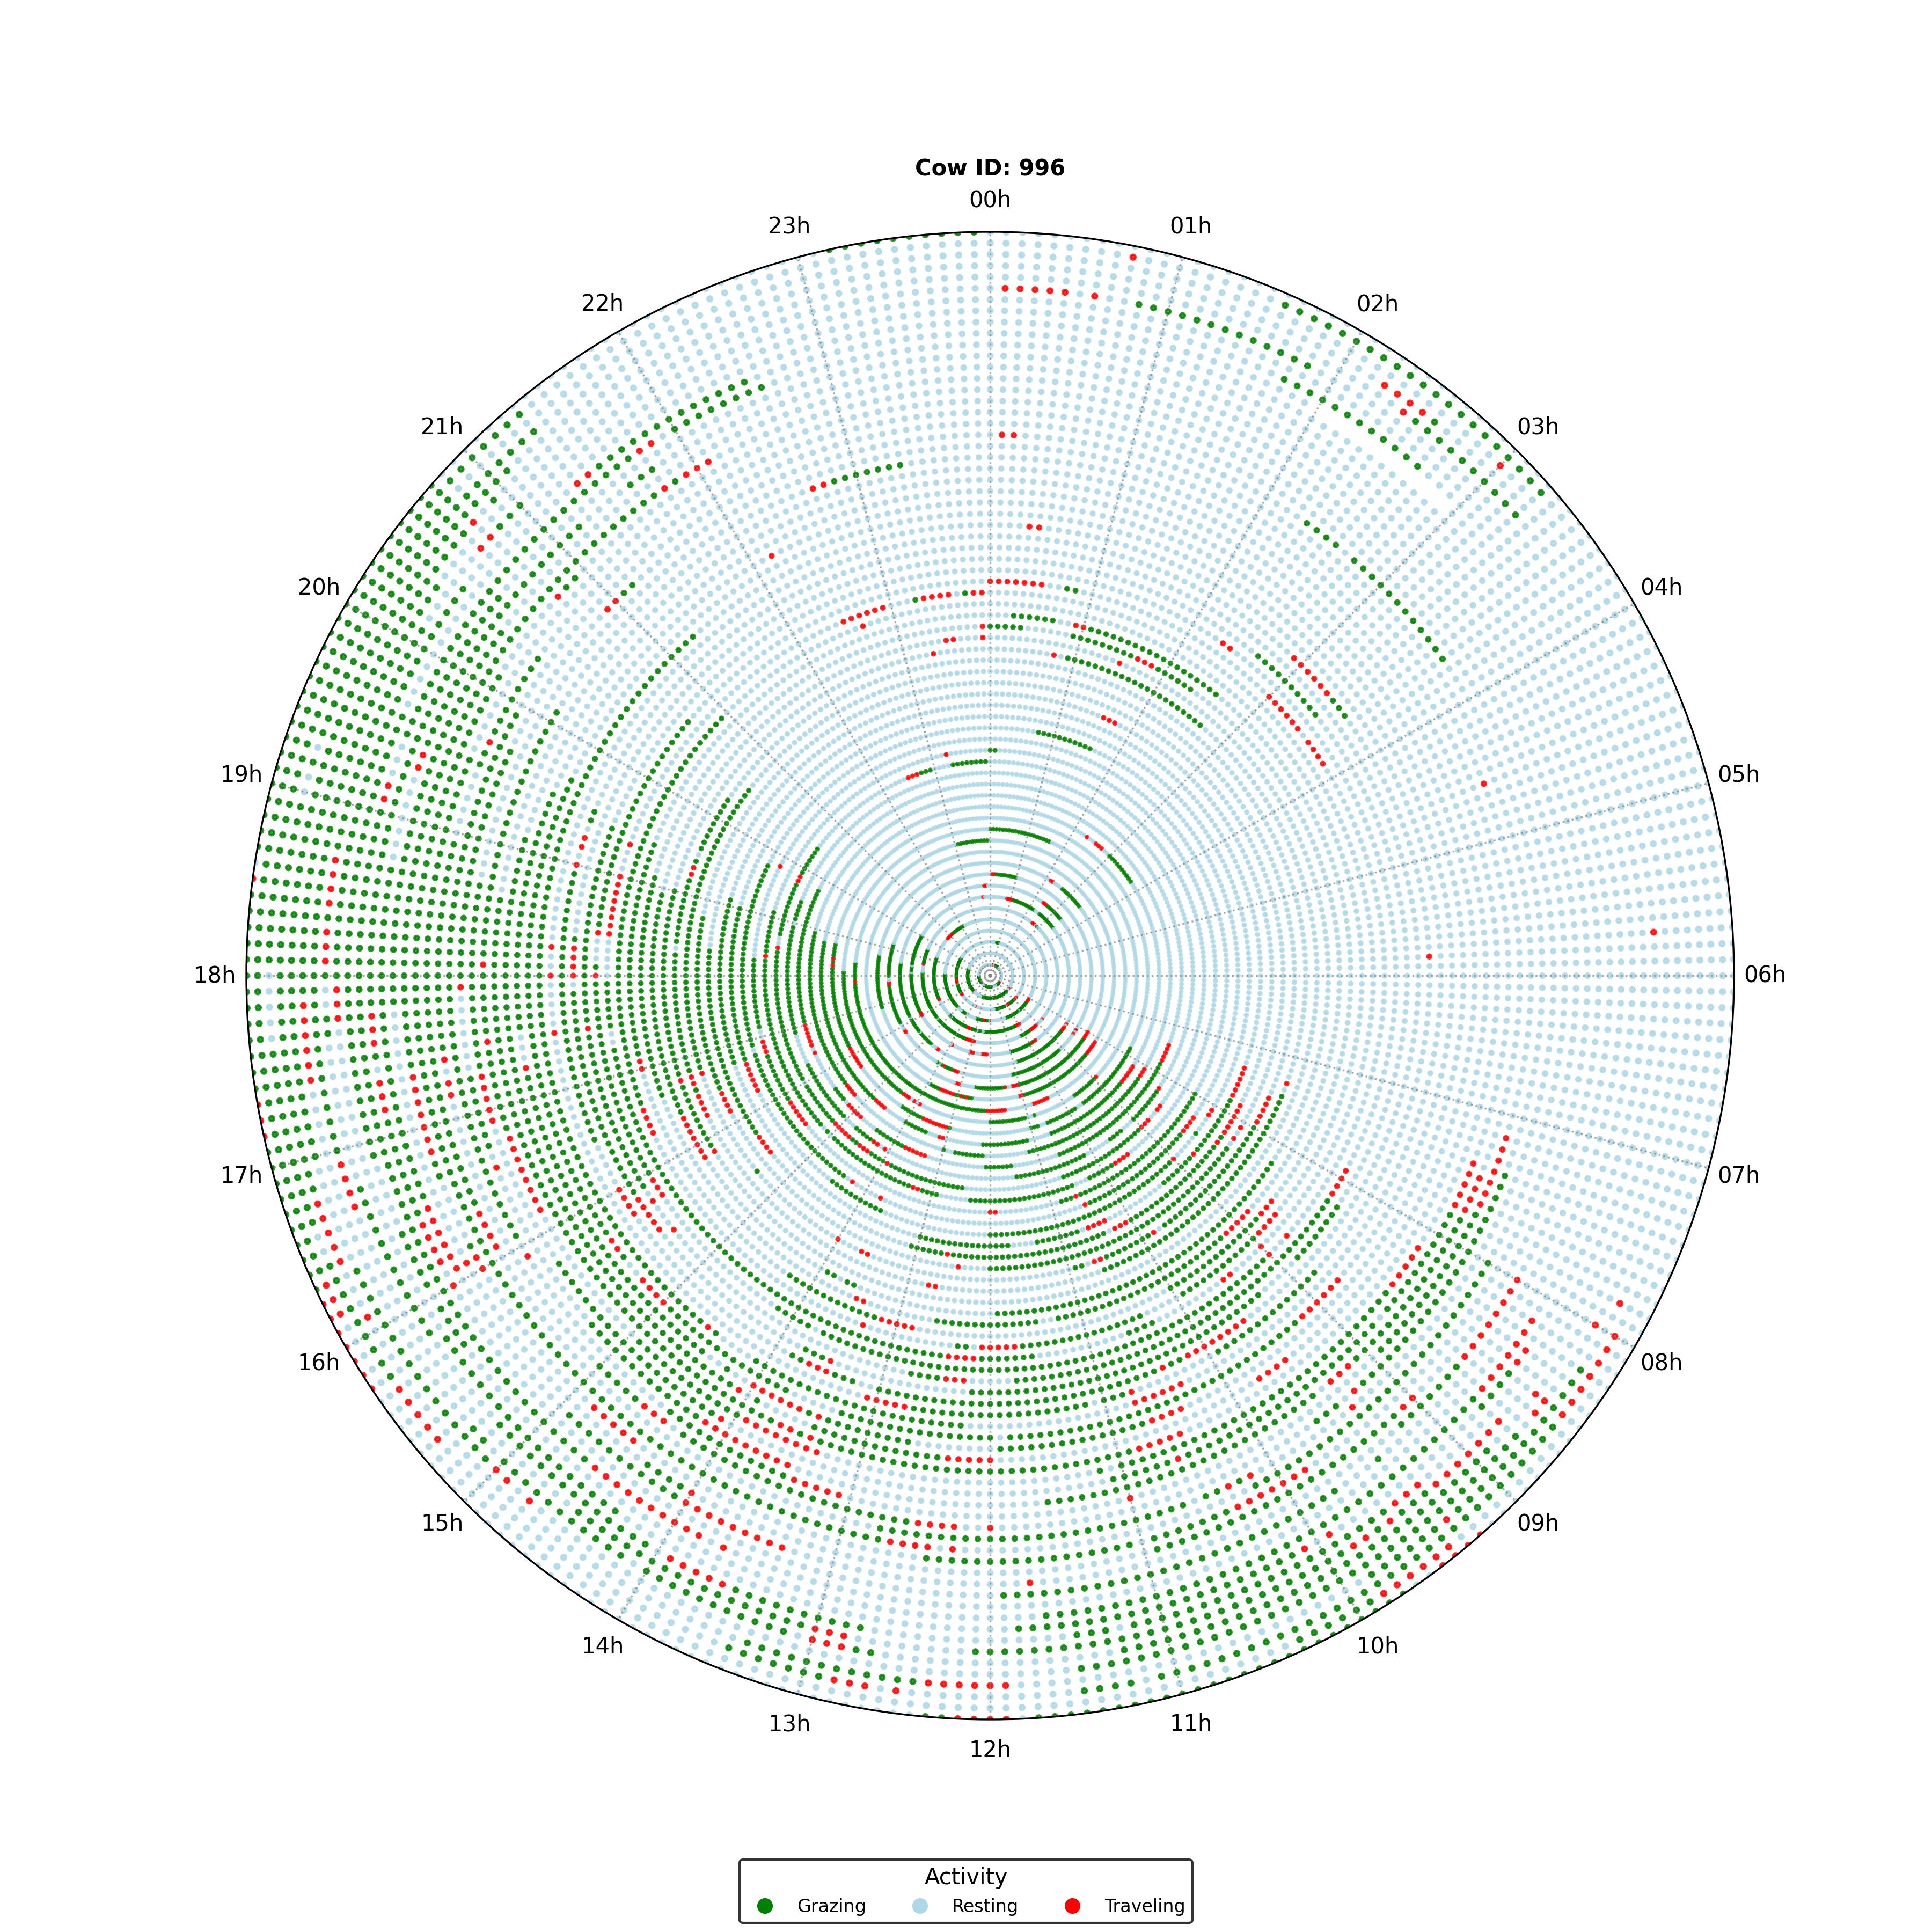 Cow ID: 996
00h
23h
01h
22h
02h
21h
03h
20h
04h
19h
05h
18h
06h
17h
07h
16h
08h
15h
09h
14h
10h
13h
11h
12h
Activity
Grazing Resting Traveling